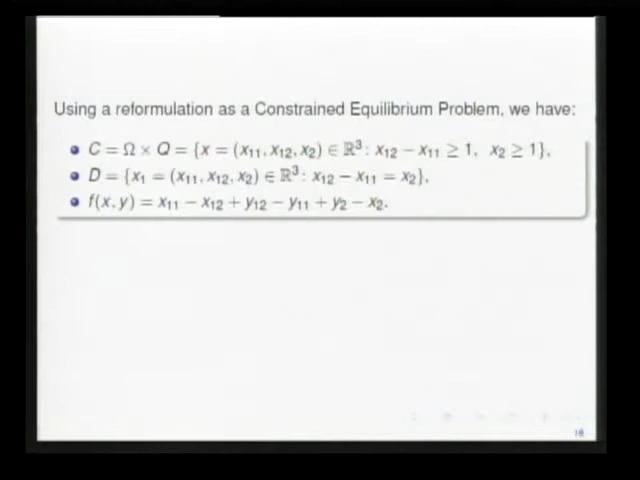 Using a reformulation as a Constrained Equilibrium Problem, we have:
C = Ω × Q = {x = (x₁₁, x₁₂, x₂) ∈ ℝ³ : x₁₂ − x₁₁ ≥ 1, x₂ ≥ 1},
D = {x₁ = (x₁₁, x₁₂, x₂) ∈ ℝ³ : x₁₂ − x₁₁ = x₂},
f(x, y) = x₁₁ − x₁₂ + y₁₂ − y₁₁ + y₂ − x₂.
16